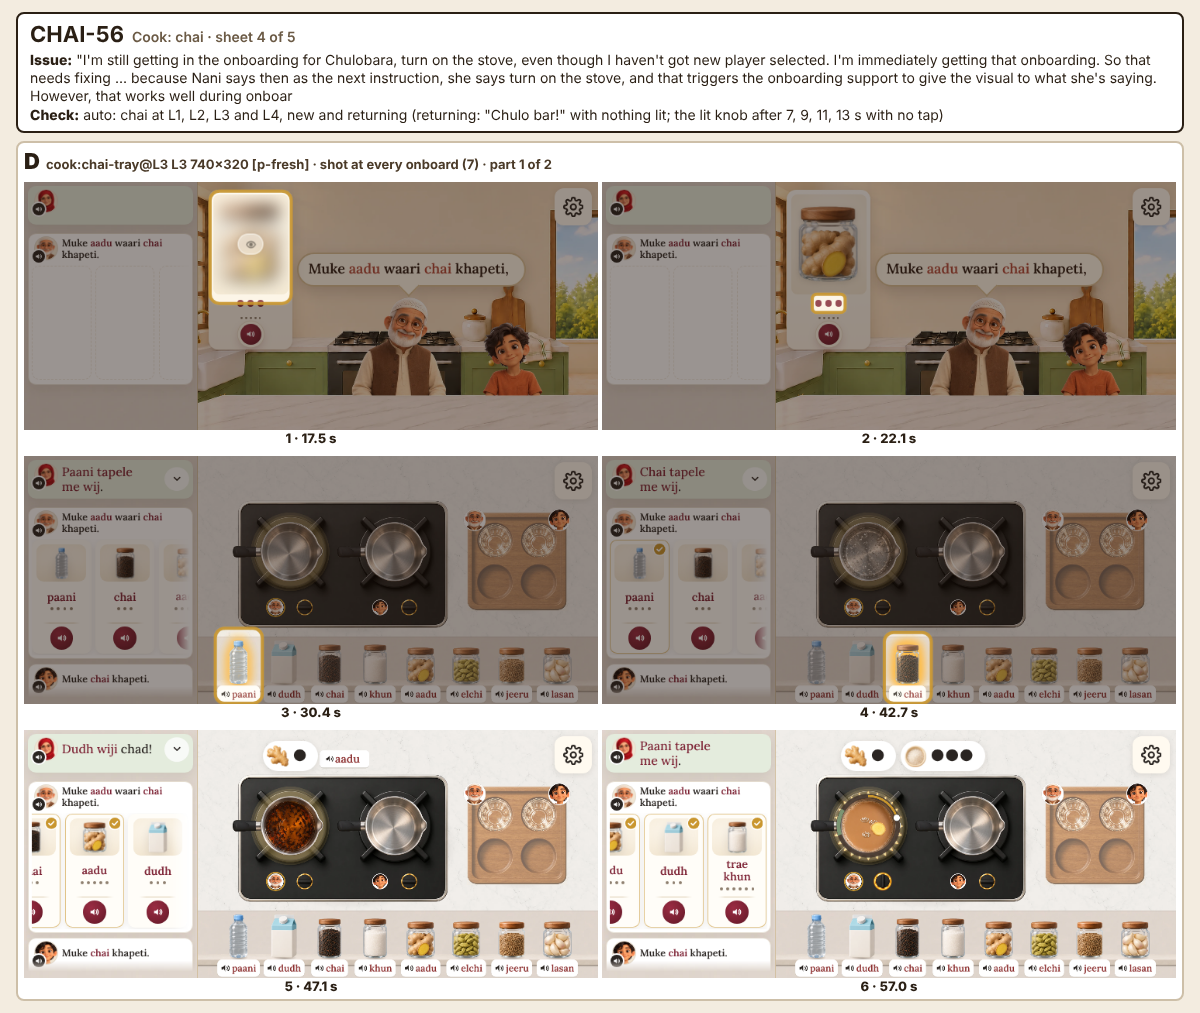 CHAI-56 Cook: chai · sheet 4 of 5
Issue: "I'm still getting in the onboarding for Chulobara, turn on the stove, even though I haven't got new player selected. I'm immediately getting that onboarding. So that
needs fixing ... because Nani says then as the next instruction, she says turn on the stove, and that triggers the onboarding support to give the visual to what she's saying.
However, that works well during onboar
Check: auto: chai at L1, L2, L3 and L4, new and returning (returning: "Chulo bar!" with nothing lit; the lit knob after 7, 9, 11, 13 s with no tap)
D cook:chai-tray@L3 L3 740×320 [p-fresh] · shot at every onboard (7) · part 1 of 2
Muke aadu waari chai
khapeti.
Muke aadu waari chai khapeti,
1 · 17.5 s
Muke aadu waari chai
khapeti.
Muke aadu waari chai khapeti,
2 · 22.1 s
Paani tapele
me wij.
Muke aadu waari chai
khapeti.
paani
chai
aa
Muke chai khapeti.
paani dudh chai khun aadu elchi jeeru lasan
3 · 30.4 s
Chai tapele
me wij.
Muke aadu waari chai
khapeti.
paani
chai
aa
Muke chai khapeti.
paani dudh chai khun aadu elchi jeeru lasan
4 · 42.7 s
Dudh wiji chad!
aadu
Muke aadu waari chai
khapeti.
ai
aadu
dudh
Muke chai khapeti.
paani dudh chai khun aadu elchi jeeru lasan
5 · 47.1 s
Paani tapele
me wij.
Muke aadu waari chai
khapeti.
du
dudh
trae
khun
Muke chai khapeti.
paani dudh chai khun aadu elchi jeeru lasan
6 · 57.0 s